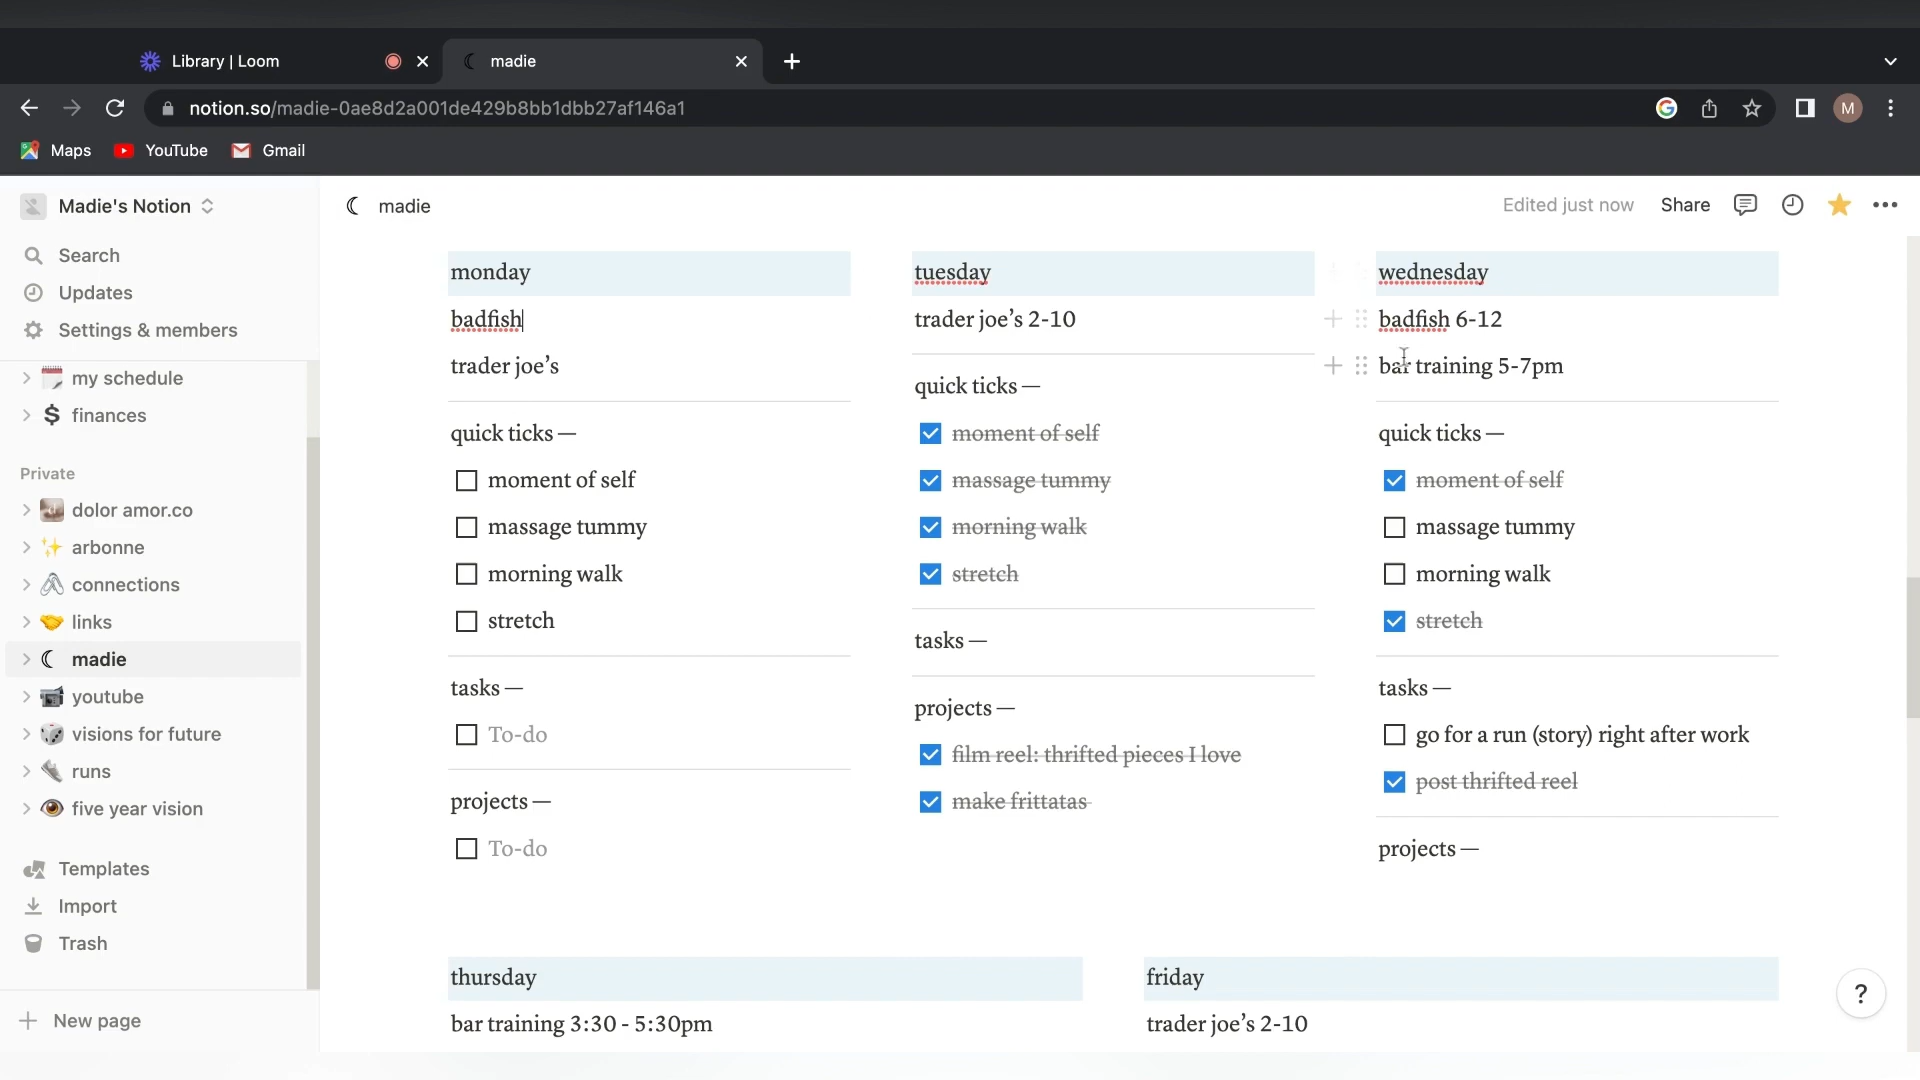 Library | Loom
madie
notion.so/madie-0ae8d2a001de429b8bb1dbb27af146a1
M
Maps
YouTube
Gmail
Madie's Notion
madie
Edited just now
Share
Search
Updates
Settings & members
my schedule
finances
Private
dolor amor.co
arbonne
connections
links
madie
youtube
visions for future
runs
five year vision
Templates
Import
Trash
New page
monday
badfish
trader joe's
quick ticks —
moment of self
massage tummy
morning walk
stretch
tasks —
To-do
projects —
To-do
tuesday
trader joe's 2-10
quick ticks —
moment of self
massage tummy
morning walk
stretch
tasks —
projects —
film reel: thrifted pieces I love
make frittatas
wednesday
badfish 6-12
bar training 5-7pm
quick ticks —
moment of self
massage tummy
morning walk
stretch
tasks —
go for a run (story) right after work
post thrifted reel
projects —
thursday
bar training 3:30 - 5:30pm
friday
trader joe's 2-10
?